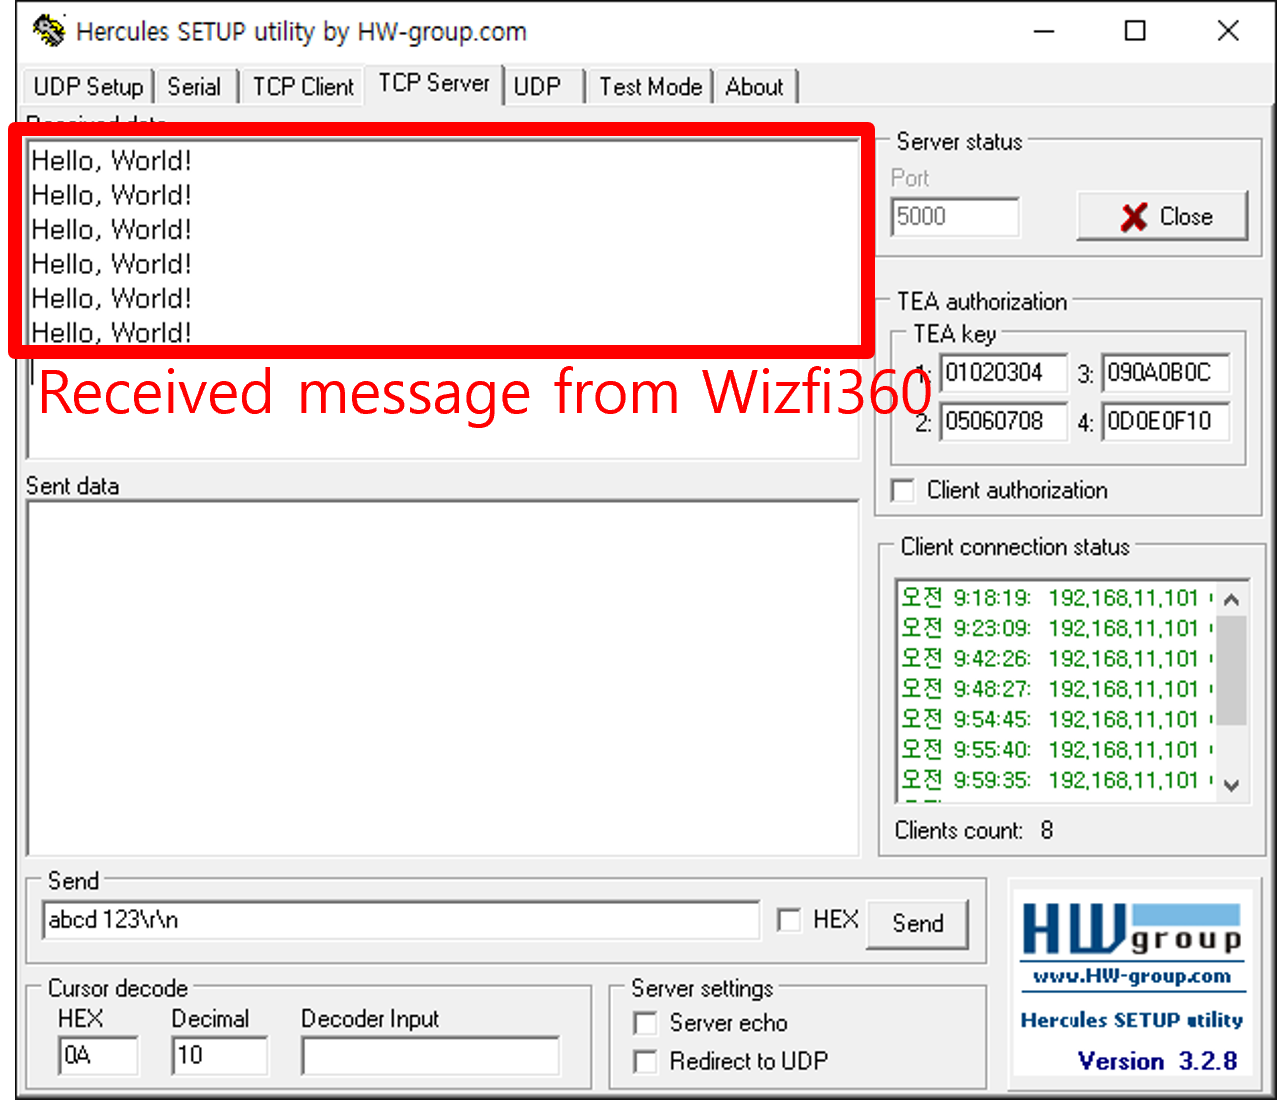 Hercules SETUP utility by HW-group.com
UDP Setup Serial TCP Client TCP Server UDP Test Mode About
Received data
Hello, World!
Hello, World!
Hello, World!
Hello, World!
Hello, World!
Hello, World!
Received message from Wizfi360
Sent data
Server status
Port
5000
Close
TEA authorization
TEA key
1: 01020304 3: 090A0B0C
2: 05060708 4: 0D0E0F10
Client authorization
Client connection status
오전 9:18:19: 192,168,11,101
오전 9:23:09: 192,168,11,101
오전 9:42:26: 192,168,11,101
오전 9:48:27: 192,168,11,101
오전 9:54:45: 192,168,11,101
오전 9:55:40: 192,168,11,101
오전 9:59:35: 192,168,11,101
Clients count: 8
Send
abcd 123\r\n
HEX Send
Cursor decode
HEX Decimal Decoder Input
0A 10
Server settings
Server echo
Redirect to UDP
HW group
www.HW-group.com
Hercules SETUP utility
Version 3.2.8